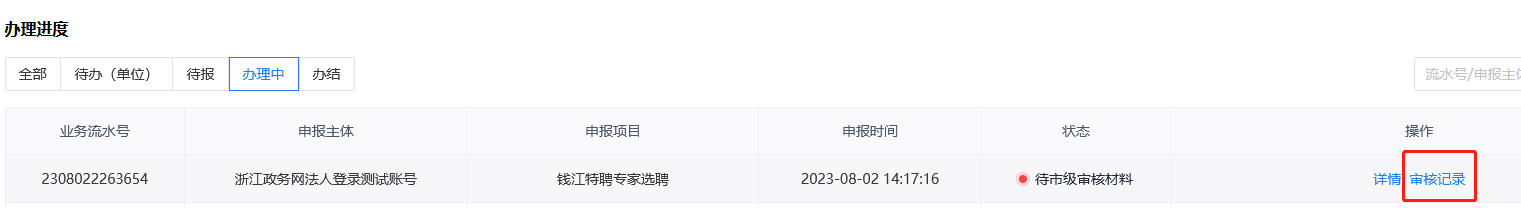 办理进度
全部 待办（单位） 待报 办理中 办结 流水号/申报主体
业务流水号 申报主体 申报项目 申报时间 状态 操作
2308022263654 浙江政务网法人登录测试账号 钱江特聘专家选聘 2023-08-02 14:17:16 待市级审核材料 详情 审核记录